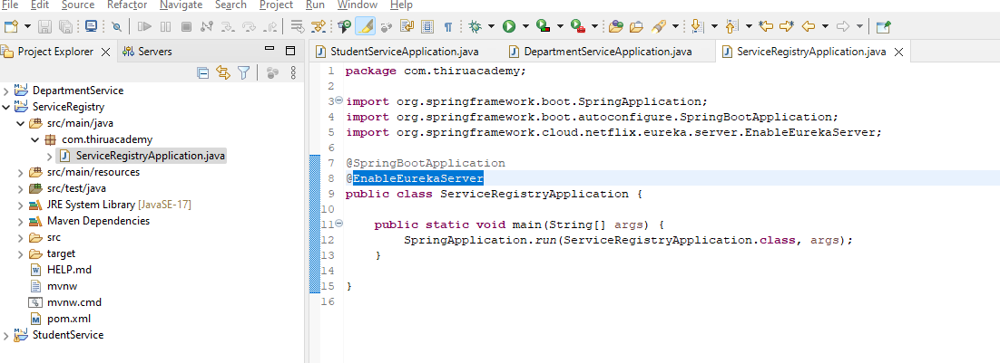 File Edit Source Refactor Navigate Search Project Run Window Help
Project Explorer Servers
DepartmentService
ServiceRegistry
src/main/java
com.thiruacademy
ServiceRegistryApplication.java
src/main/resources
src/test/java
JRE System Library [JavaSE-17]
Maven Dependencies
src
target
HELP.md
mvnw
mvnw.cmd
pom.xml
StudentService
StudentServiceApplication.java DepartmentServiceApplication.java ServiceRegistryApplication.java
1 package com.thiruacademy;
2
3 import org.springframework.boot.SpringApplication;
4 import org.springframework.boot.autoconfigure.SpringBootApplication;
5 import org.springframework.cloud.netflix.eureka.server.EnableEurekaServer;
6
7 @SpringBootApplication
8 @EnableEurekaServer
9 public class ServiceRegistryApplication {
10
11 public static void main(String[] args) {
12 SpringApplication.run(ServiceRegistryApplication.class, args);
13 }
14
15 }
16